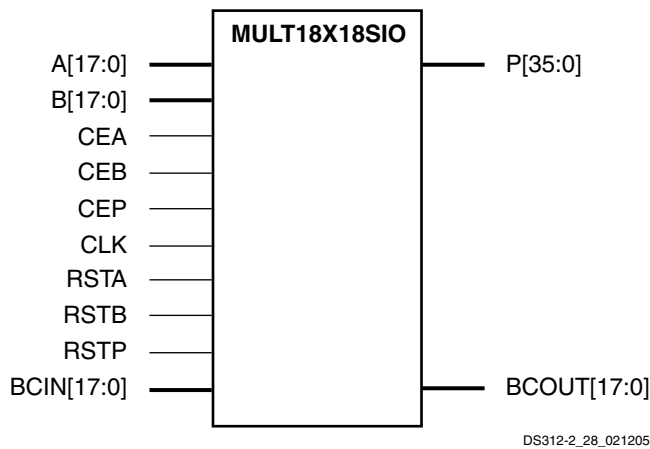 MULT18X18SIO
A[17:0]
P[35:0]
B[17:0]
CEA
CEB
CEP
CLK
RSTA
RSTB
RSTP
BCIN[17:0]
BCOUT[17:0]
DS312-2_28_021205